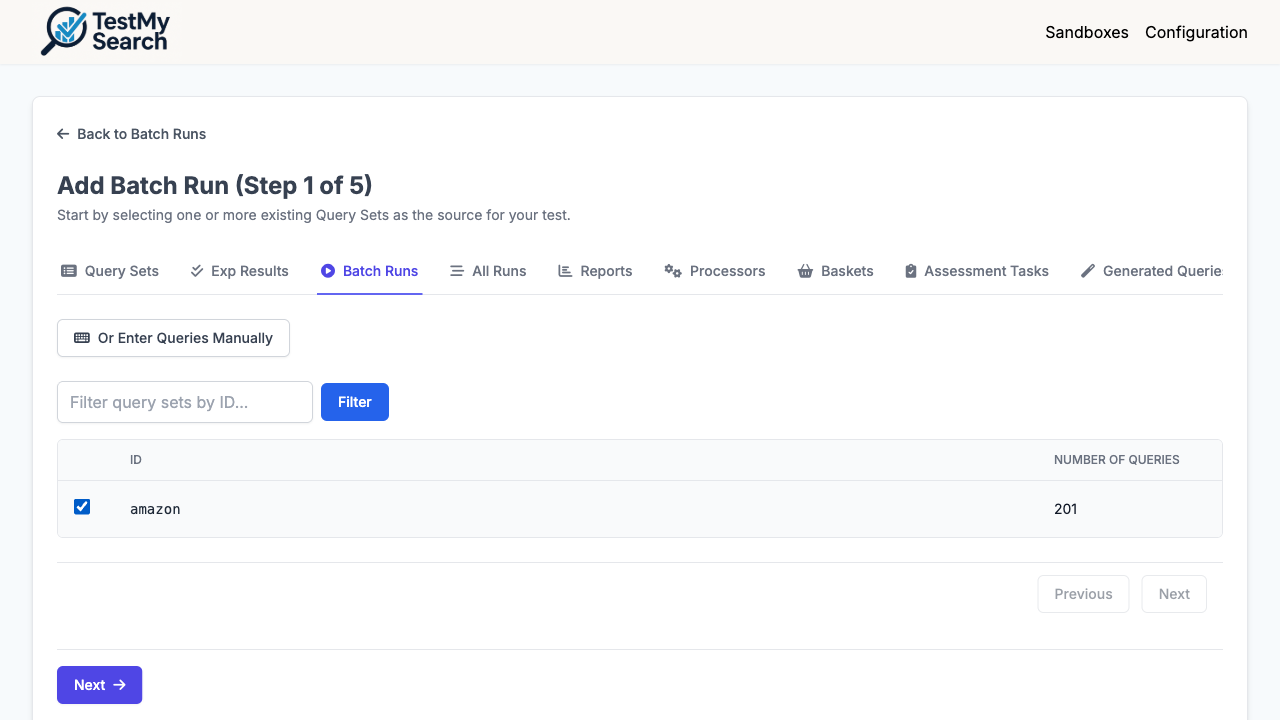 TestMy
Search
Sandboxes Configuration
Back to Batch Runs
Add Batch Run (Step 1 of 5)
Start by selecting one or more existing Query Sets as the source for your test.
Query Sets Exp Results Batch Runs All Runs Reports Processors Baskets Assessment Tasks Generated Querie
Or Enter Queries Manually
Filter query sets by ID... Filter
ID NUMBER OF QUERIES
amazon 201
Previous Next
Next